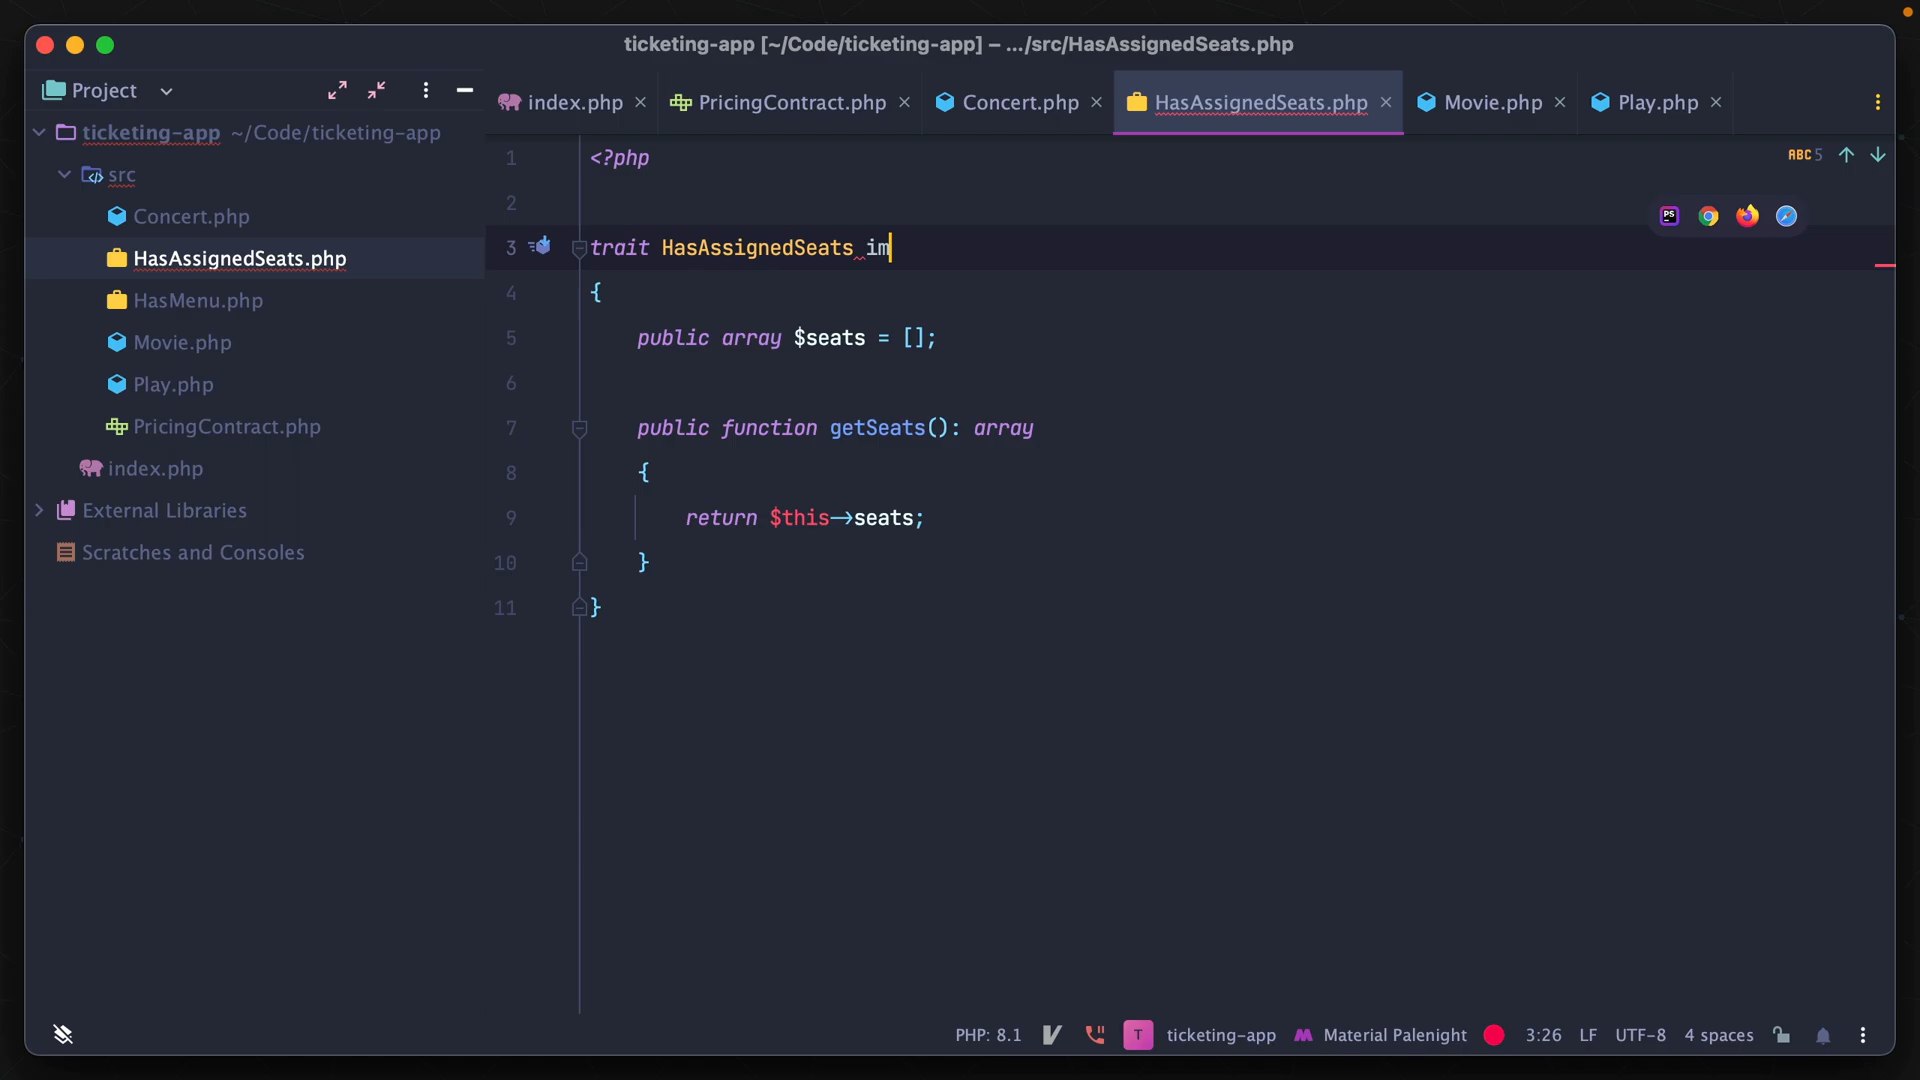 ticketing-app [~/Code/ticketing-app] – .../src/HasAssignedSeats.php
Project
index.php
PricingContract.php
Concert.php
HasAssignedSeats.php
Movie.php
Play.php
ticketing-app ~/Code/ticketing-app
src
Concert.php
HasAssignedSeats.php
HasMenu.php
Movie.php
Play.php
PricingContract.php
index.php
External Libraries
Scratches and Consoles
ABC 5
PS
1 <?php
2
3 trait HasAssignedSeats im
4 {
5 public array $seats = [];
6
7 public function getSeats(): array
8 {
9 return $this->seats;
10 }
11 }
PHP: 8.1
T ticketing-app
Material Palenight
3:26
LF
UTF-8
4 spaces